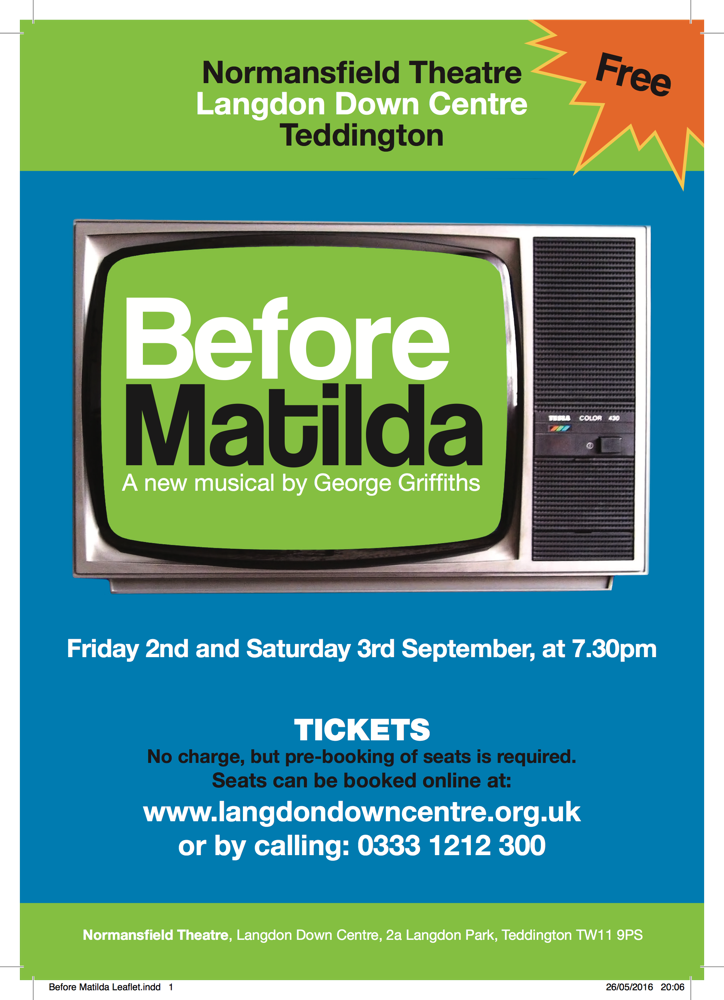 Normansfield Theatre
Langdon Down Centre
Teddington
Free
Before
Matilda
A new musical by George Griffiths
TESLA COLOR 430
Friday 2nd and Saturday 3rd September, at 7.30pm
TICKETS
No charge, but pre-booking of seats is required.
Seats can be booked online at:
www.langdondowncentre.org.uk
or by calling: 0333 1212 300
Normansfield Theatre, Langdon Down Centre, 2a Langdon Park, Teddington TW11 9PS
Before Matilda Leaflet.indd 1 26/05/2016 20:06